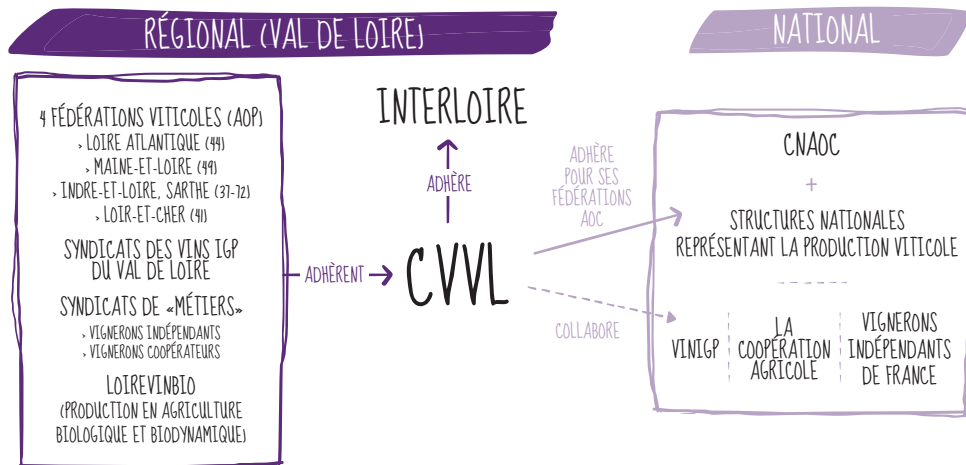 RÉGIONAL (VAL DE LOIRE)
4 FÉDÉRATIONS VITICOLES (AOP)
> LOIRE ATLANTIQUE (44)
> MAINE-ET-LOIRE (49)
> INDRE-ET-LOIRE, SARTHE (37-72)
> LOIR-ET-CHER (41)
SYNDICATS DES VINS IGP
DU VAL DE LOIRE
SYNDICATS DE «MÉTIERS»
> VIGNERONS INDÉPENDANTS
> VIGNERONS COOPÉRATEURS
LOIREVINBIO
(PRODUCTION EN AGRICULTURE
BIOLOGIQUE ET BIODYNAMIQUE)
ADHÈRENT
INTERLOIRE
ADHÈRE
CVVL
ADHÈRE
POUR SES
FÉDÉRATIONS
AOC
COLLABORE
NATIONAL
CNAOC
+
STRUCTURES NATIONALES
REPRÉSENTANT LA PRODUCTION VITICOLE
VINIGP
LA
COOPÉRATION
AGRICOLE
VIGNERONS
INDÉPENDANTS
DE FRANCE